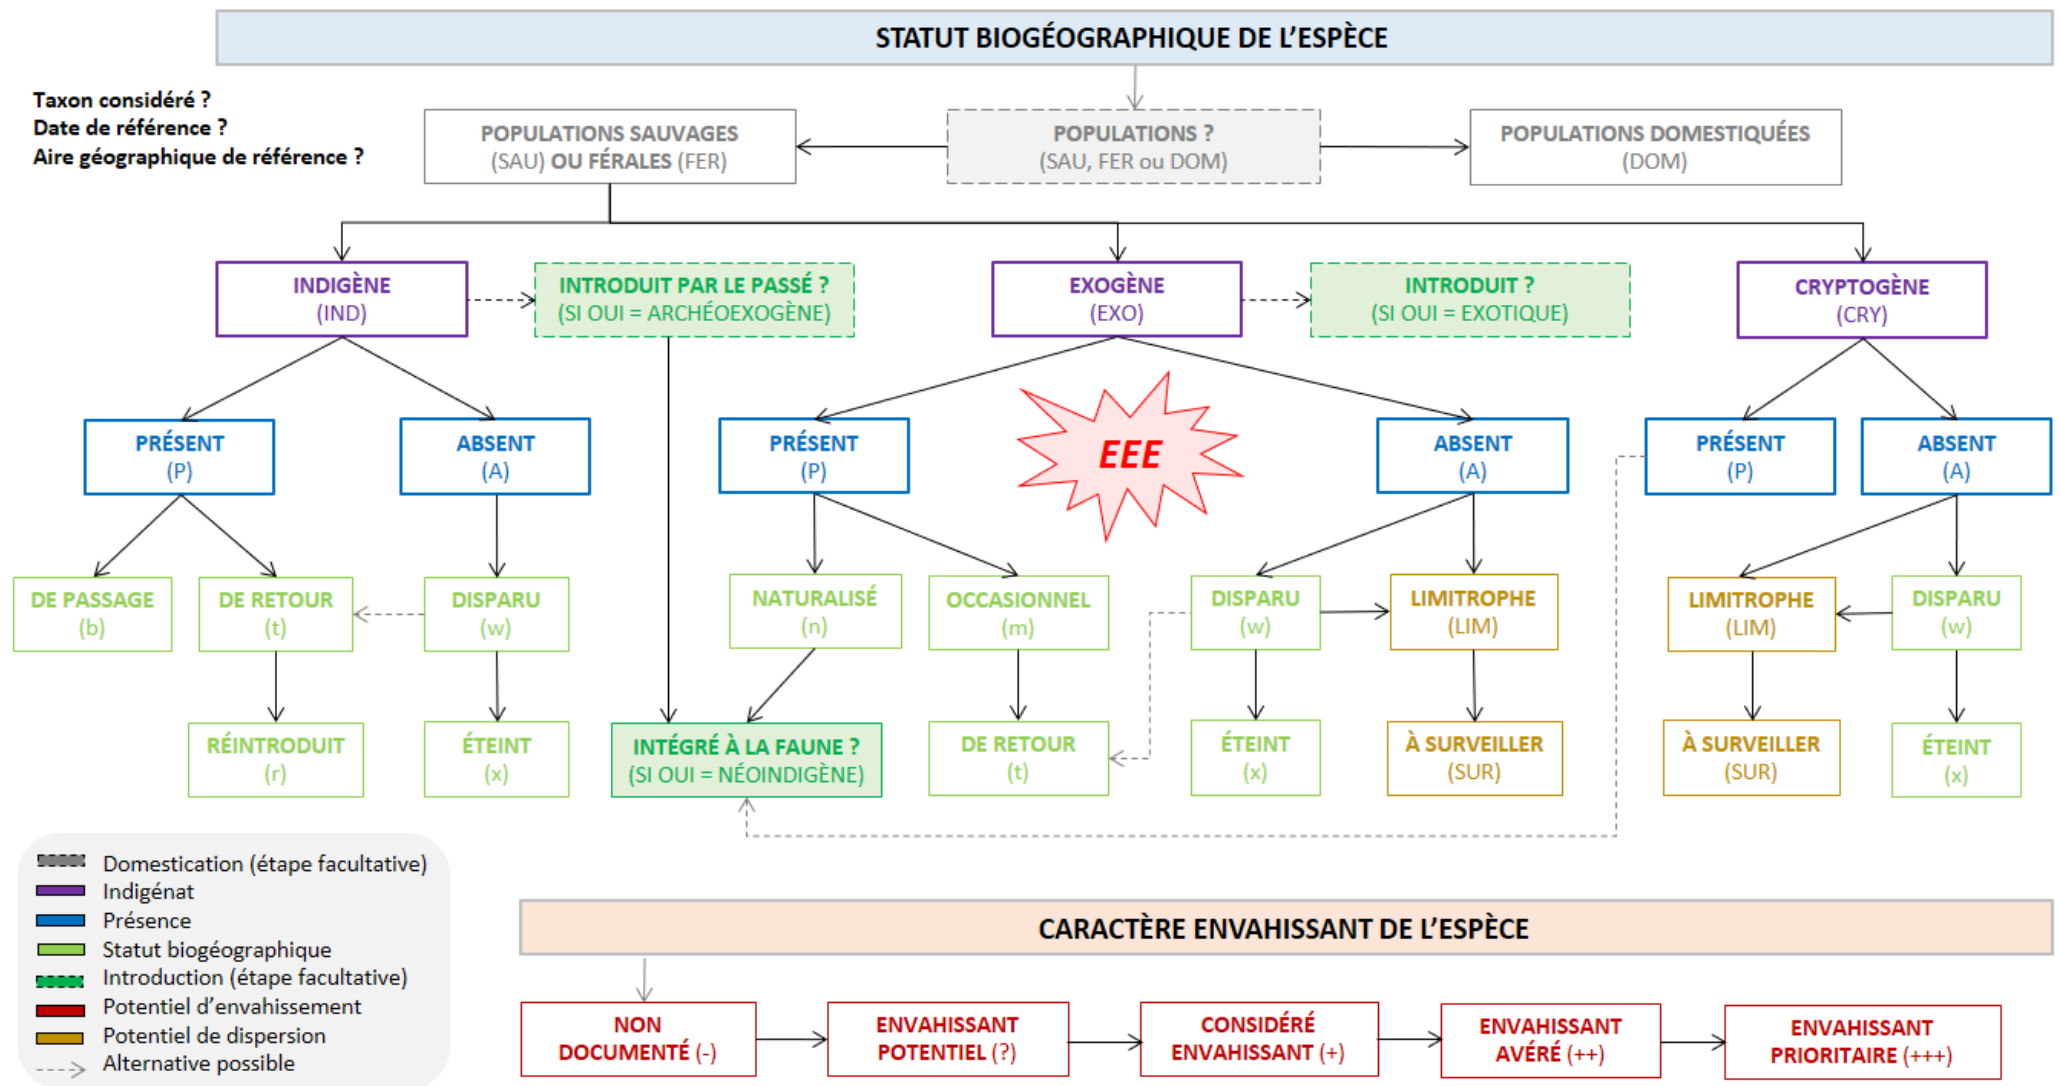 STATUT BIOGÉOGRAPHIQUE DE L'ESPÈCE
Taxon considéré ?
Date de référence ?
Aire géographique de référence ?
POPULATIONS SAUVAGES
(SAU) OU FÉRALES (FER)
POPULATIONS ?
(SAU, FER ou DOM)
POPULATIONS DOMESTIQUÉES
(DOM)
INDIGÈNE
(IND)
INTRODUIT PAR LE PASSÉ ?
(SI OUI = ARCHÉOEXOGÈNE)
EXOGÈNE
(EXO)
INTRODUIT ?
(SI OUI = EXOTIQUE)
CRYPTOGÈNE
(CRY)
PRÉSENT
(P)
ABSENT
(A)
PRÉSENT
(P)
EEE
ABSENT
(A)
PRÉSENT
(P)
ABSENT
(A)
DE PASSAGE
(b)
DE RETOUR
(t)
DISPARU
(w)
NATURALISÉ
(n)
OCCASIONNEL
(m)
DISPARU
(w)
LIMITROPHE
(LIM)
LIMITROPHE
(LIM)
DISPARU
(w)
RÉINTRODUIT
(r)
ÉTEINT
(x)
INTÉGRÉ À LA FAUNE ?
(SI OUI = NÉOINDIGÈNE)
DE RETOUR
(t)
ÉTEINT
(x)
À SURVEILLER
(SUR)
À SURVEILLER
(SUR)
ÉTEINT
(x)
Domestication (étape facultative)
Indigénat
Présence
Statut biogéographique
Introduction (étape facultative)
Potentiel d'envahissement
Potentiel de dispersion
Alternative possible
CARACTÈRE ENVAHISSANT DE L'ESPÈCE
NON
DOCUMENTÉ (-)
ENVAHISSANT
POTENTIEL (?)
CONSIDÉRÉ
ENVAHISSANT (+)
ENVAHISSANT
AVÉRÉ (++)
ENVAHISSANT
PRIORITAIRE (+++)